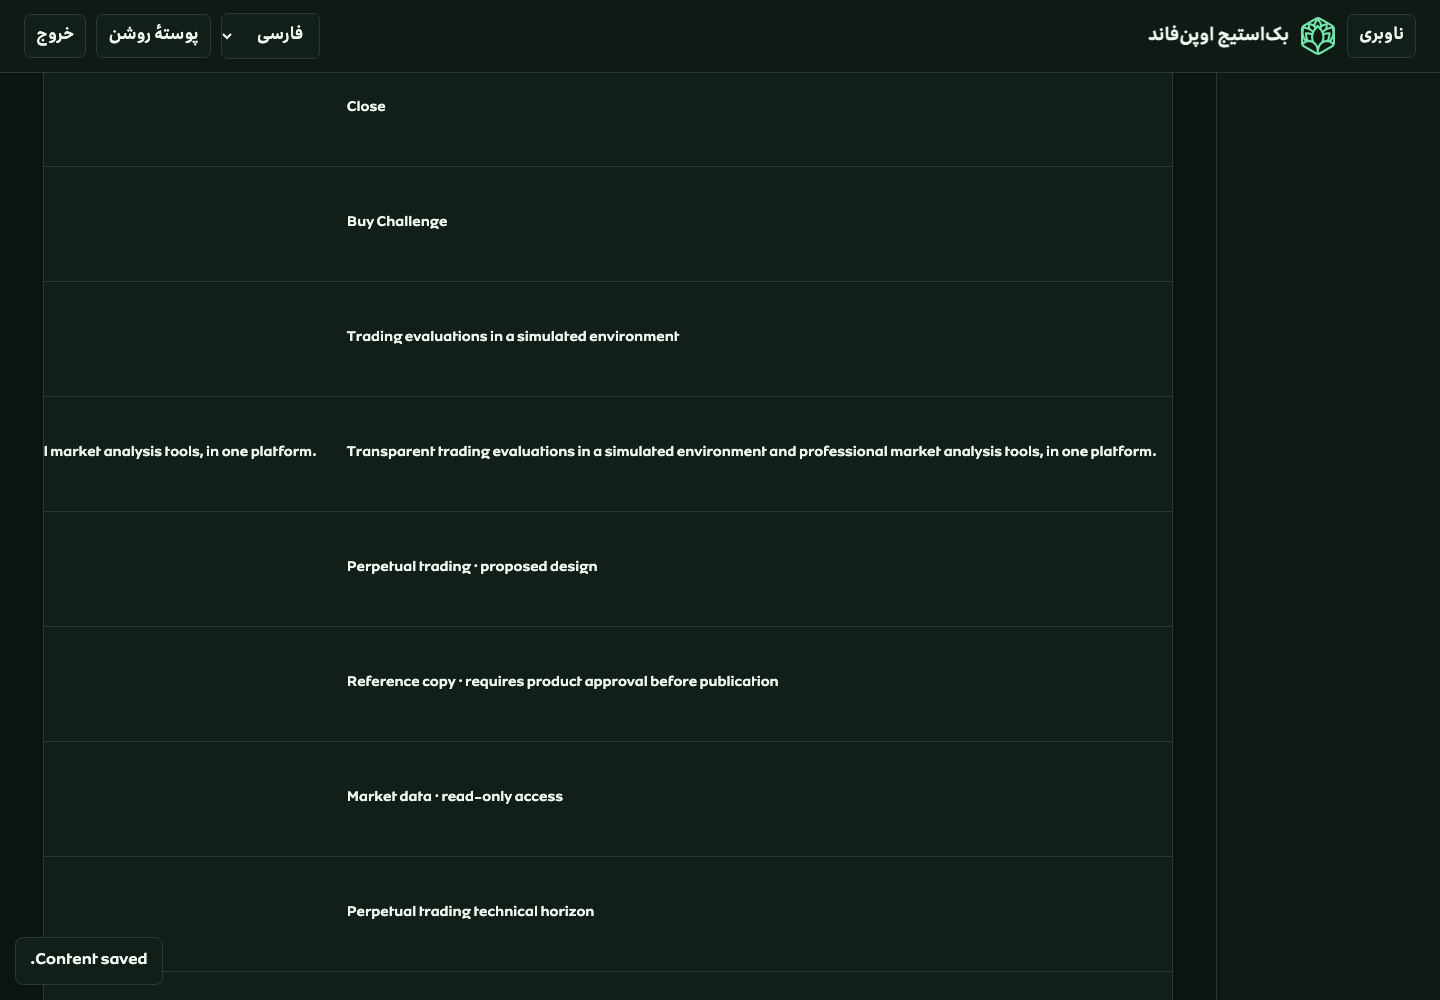 ناوبری
بک‌استیج اوپن‌فاند
فارسی
پوستهٔ روشن
خروج
Close
Buy Challenge
Trading evaluations in a simulated environment
Transparent trading evaluations in a simulated environment and professional market analysis tools, in one platform.
l market analysis tools, in one platform.
Perpetual trading · proposed design
Reference copy · requires product approval before publication
Market data · read-only access
Perpetual trading technical horizon
.Content saved